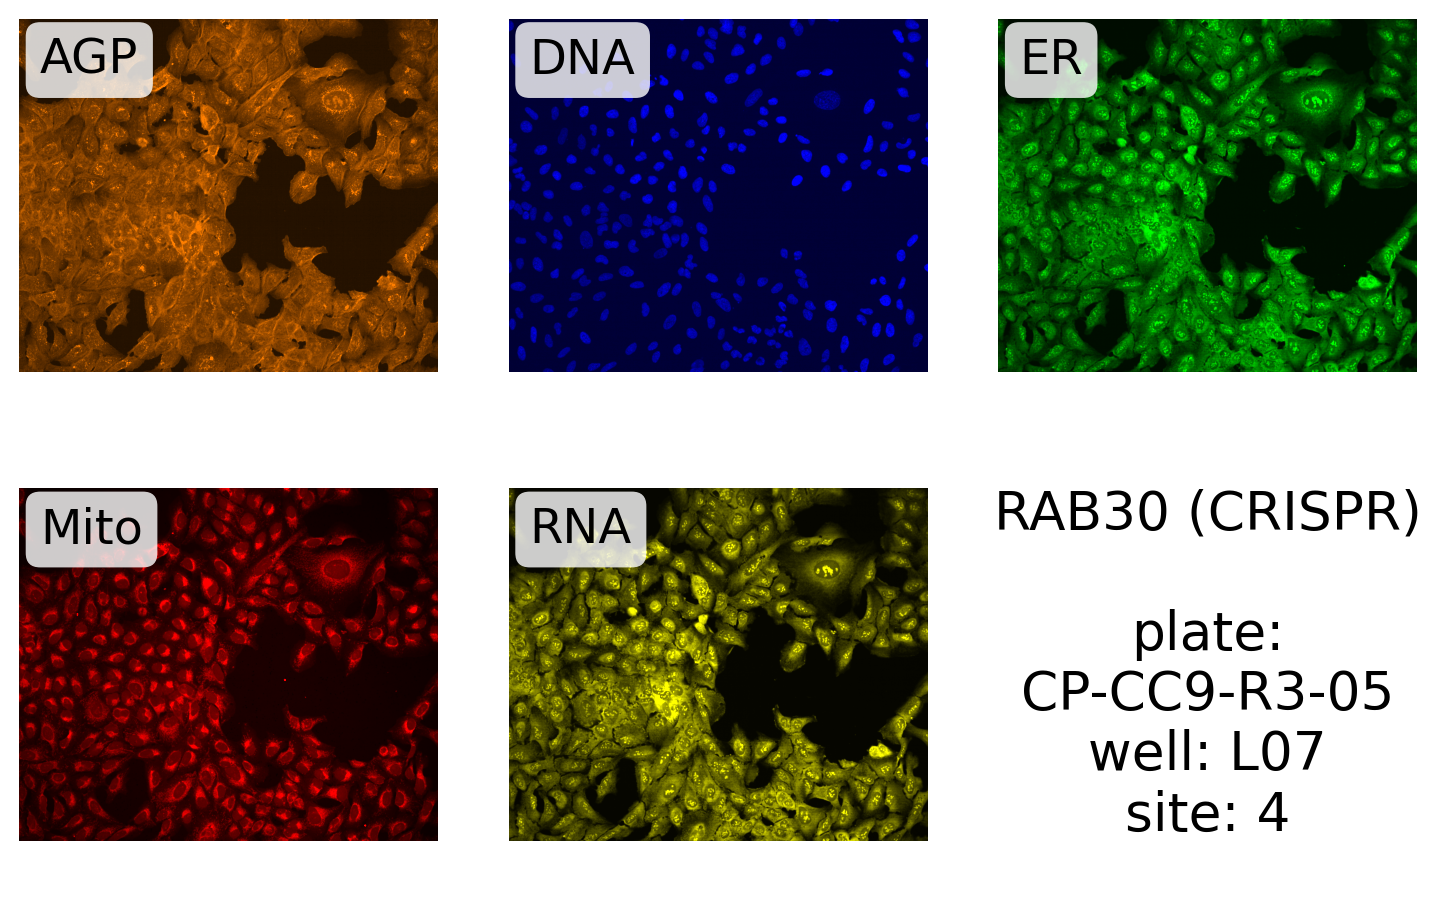 AGP
DNA
ER
Mito
RNA
RAB30 (CRISPR)
plate:
CP-CC9-R3-05
well: L07
site: 4